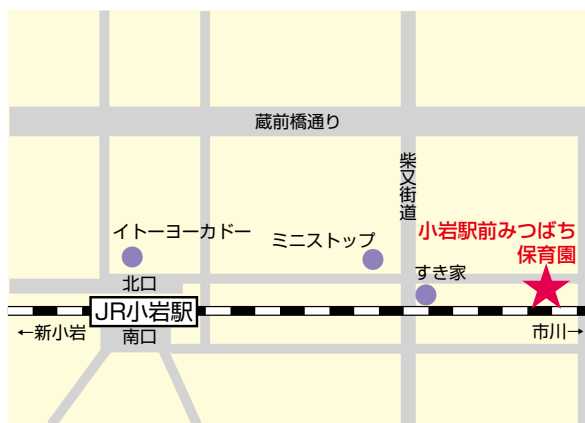 蔵前橋通り
柴又街道
小岩駅前みつばち
保育園
イトーヨーカドー
ミニストップ
すき家
北口
JR小岩駅
南口
←新小岩
市川→